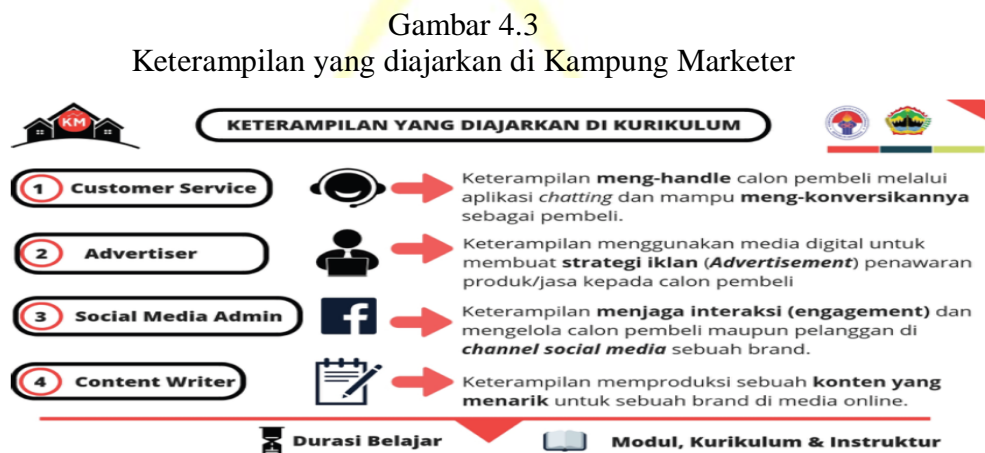 Gambar 4.3
Keterampilan yang diajarkan di Kampung Marketer
KM
KETERAMPILAN YANG DIAJARKAN DI KURIKULUM
1 Customer Service
Keterampilan meng-handle calon pembeli melalui
aplikasi chatting dan mampu meng-konversikannya
sebagai pembeli.
2 Advertiser
Keterampilan menggunakan media digital untuk
membuat strategi iklan (Advertisement) penawaran
produk/jasa kepada calon pembeli
3 Social Media Admin
Keterampilan menjaga interaksi (engagement) dan
mengelola calon pembeli maupun pelanggan di
channel social media sebuah brand.
4 Content Writer
Keterampilan memproduksi sebuah konten yang
menarik untuk sebuah brand di media online.
Durasi Belajar
Modul, Kurikulum & Instruktur